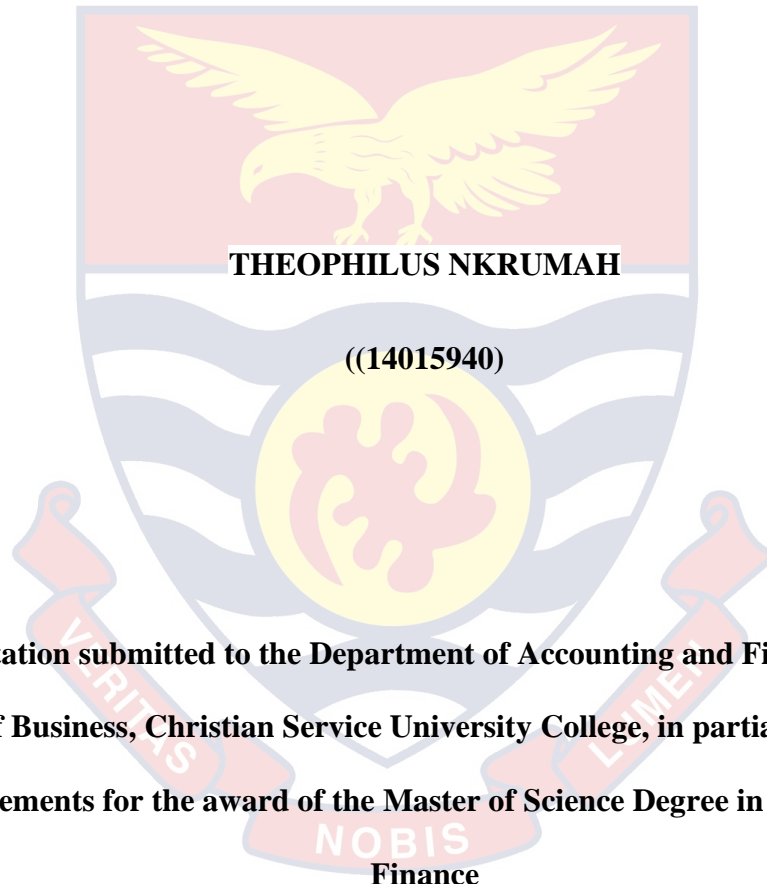 THEOPHILUS NKRUMAH
((14015940)
tation submitted to the Department of Accounting and Fi
f Business, Christian Service University College, in partia
ements for the award of the Master of Science Degree in
Finance
VERITAS
NOBIS
LUMEN